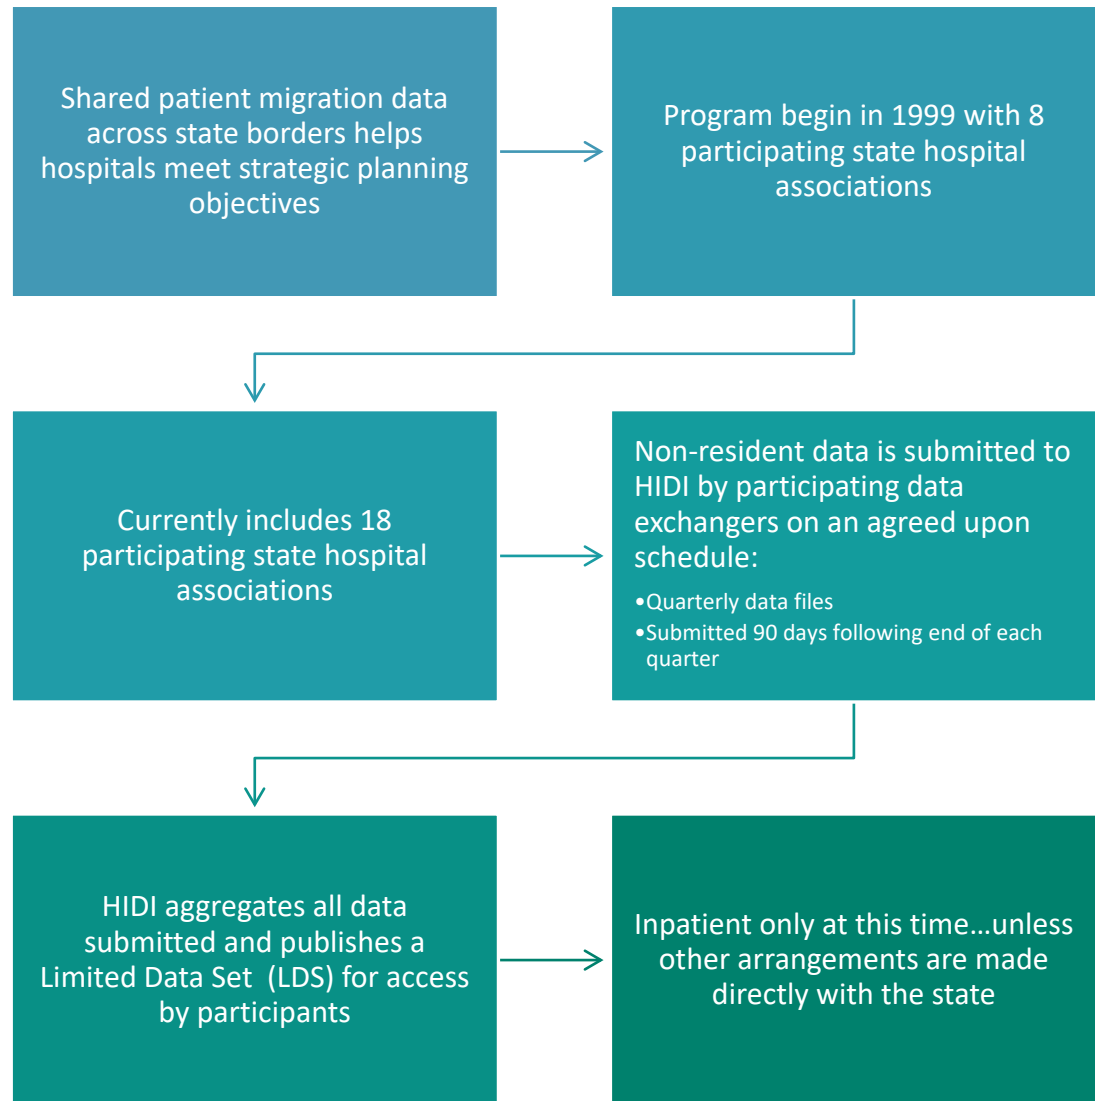 Shared patient migration data
across state borders helps
hospitals meet strategic planning
objectives
Program begin in 1999 with 8
participating state hospital
associations
Currently includes 18
participating state hospital
associations
Non-resident data is submitted to
HIDI by participating data
exchangers on an agreed upon
schedule:
•Quarterly data files
•Submitted 90 days following end of each
quarter
HIDI aggregates all data
submitted and publishes a
Limited Data Set  (LDS) for access
by participants
Inpatient only at this time…unless
other arrangements are made
directly with the state